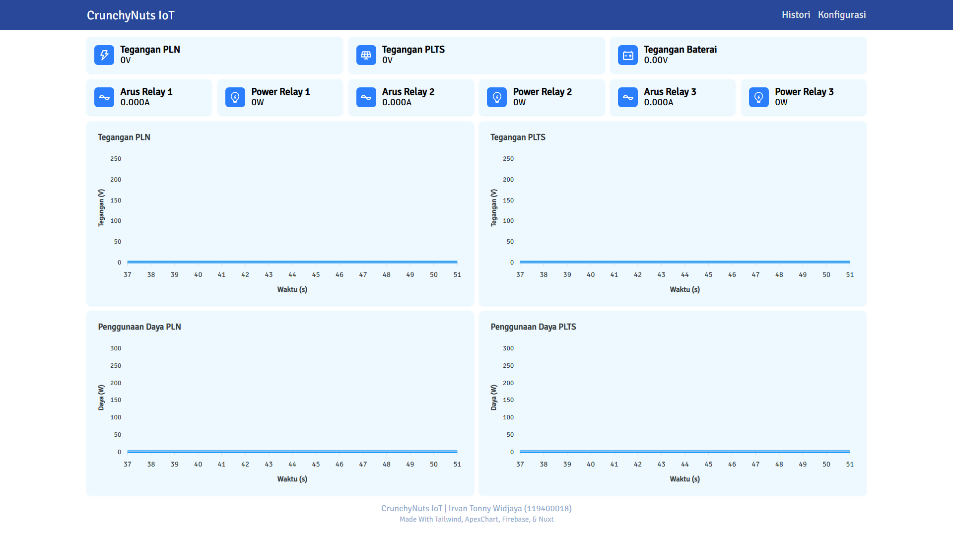 CrunchyNuts IoT
Histori Konfigurasi
Tegangan PLN
0V
Tegangan PLTS
0V
Tegangan Baterai
0.00V
Arus Relay 1
0.000A
Power Relay 1
0W
Arus Relay 2
0.000A
Power Relay 2
0W
Arus Relay 3
0.000A
Power Relay 3
0W
Tegangan PLN
Tegangan (V)
250
200
150
100
50
0
37 38 39 40 41 42 43 44 45 46 47 48 49 50 51
Waktu (s)
Tegangan PLTS
Tegangan (V)
250
200
150
100
50
0
37 38 39 40 41 42 43 44 45 46 47 48 49 50 51
Waktu (s)
Penggunaan Daya PLN
Daya (W)
300
250
200
150
100
50
0
37 38 39 40 41 42 43 44 45 46 47 48 49 50 51
Waktu (s)
Penggunaan Daya PLTS
Daya (W)
300
250
200
150
100
50
0
37 38 39 40 41 42 43 44 45 46 47 48 49 50 51
Waktu (s)
CrunchyNuts IoT | Irvan Tonny Widjaya (119400018)
Made With Tailwind, ApexChart, Firebase, & Nuxt